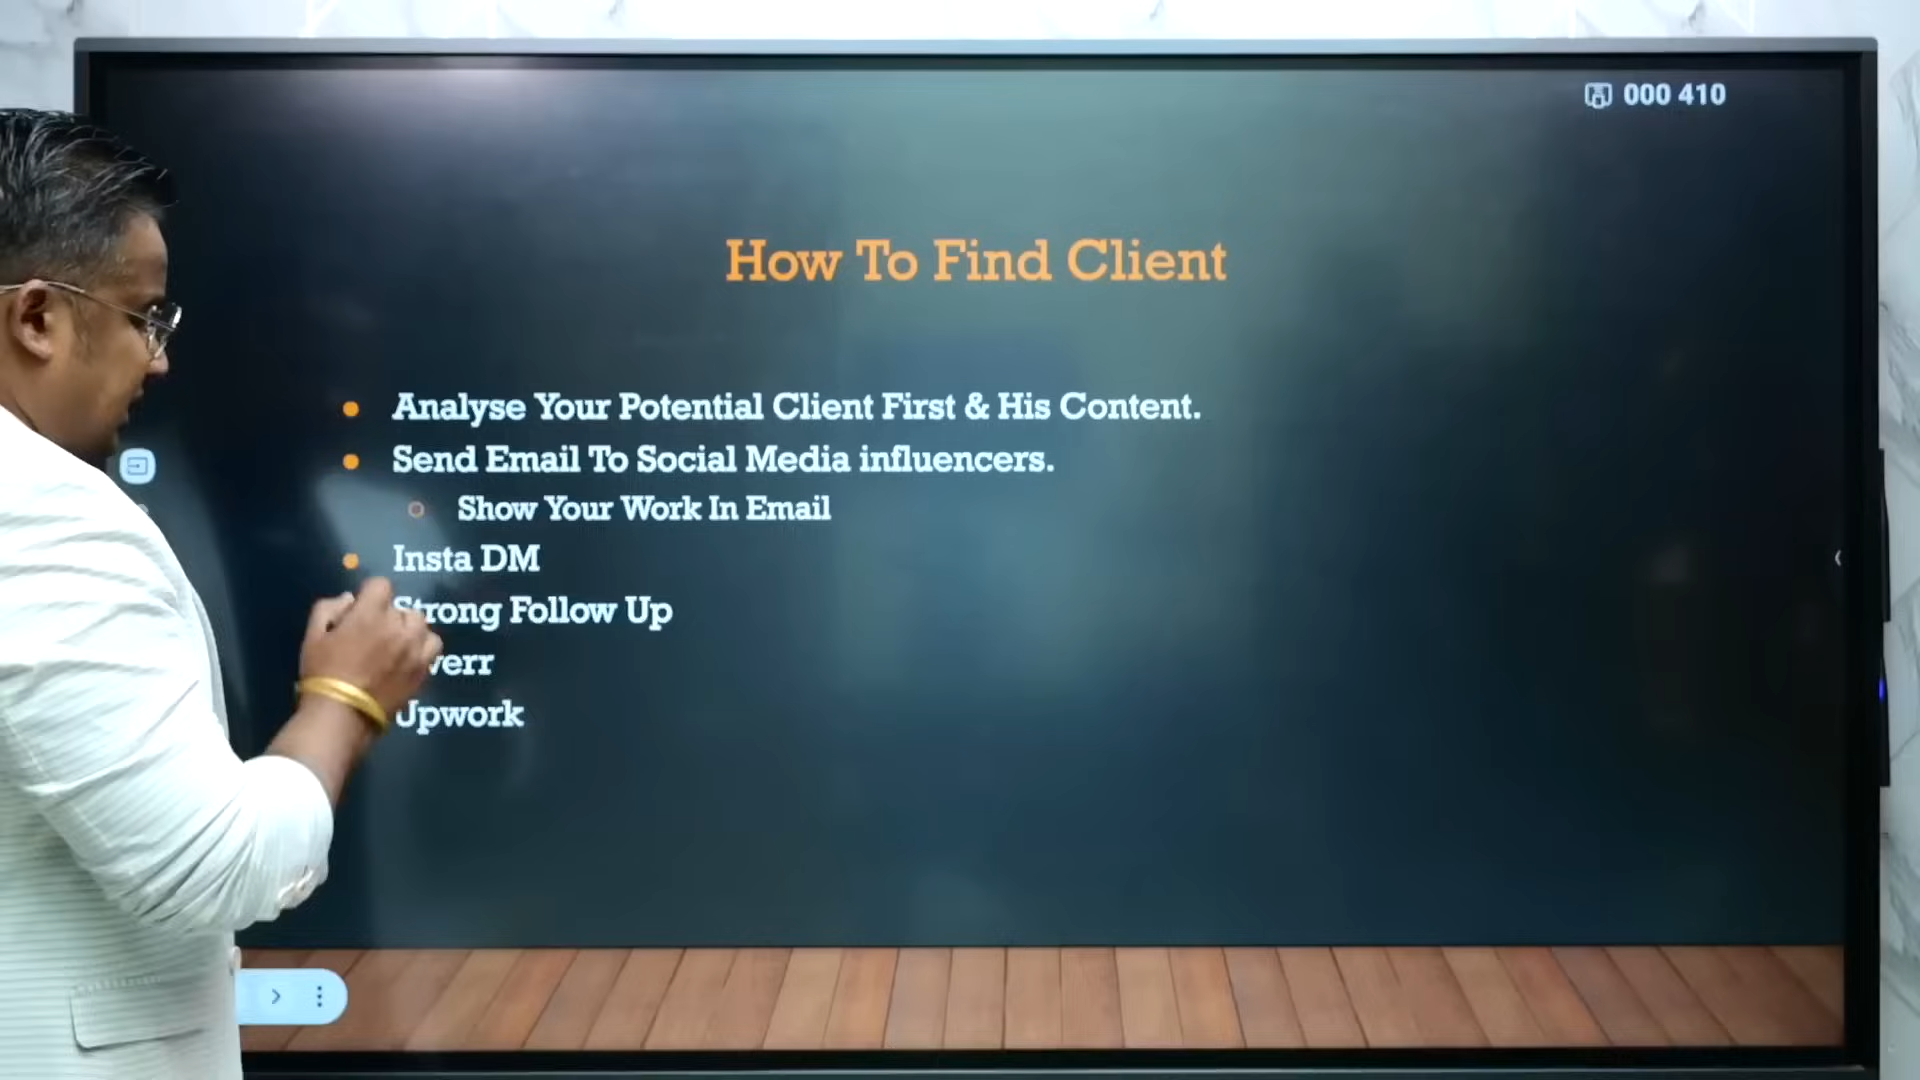 000 410
How To Find Client
Analyse Your Potential Client First & His Content.
Send Email To Social Media influencers.
Show Your Work In Email
Insta DM
Strong Follow Up
Upwork